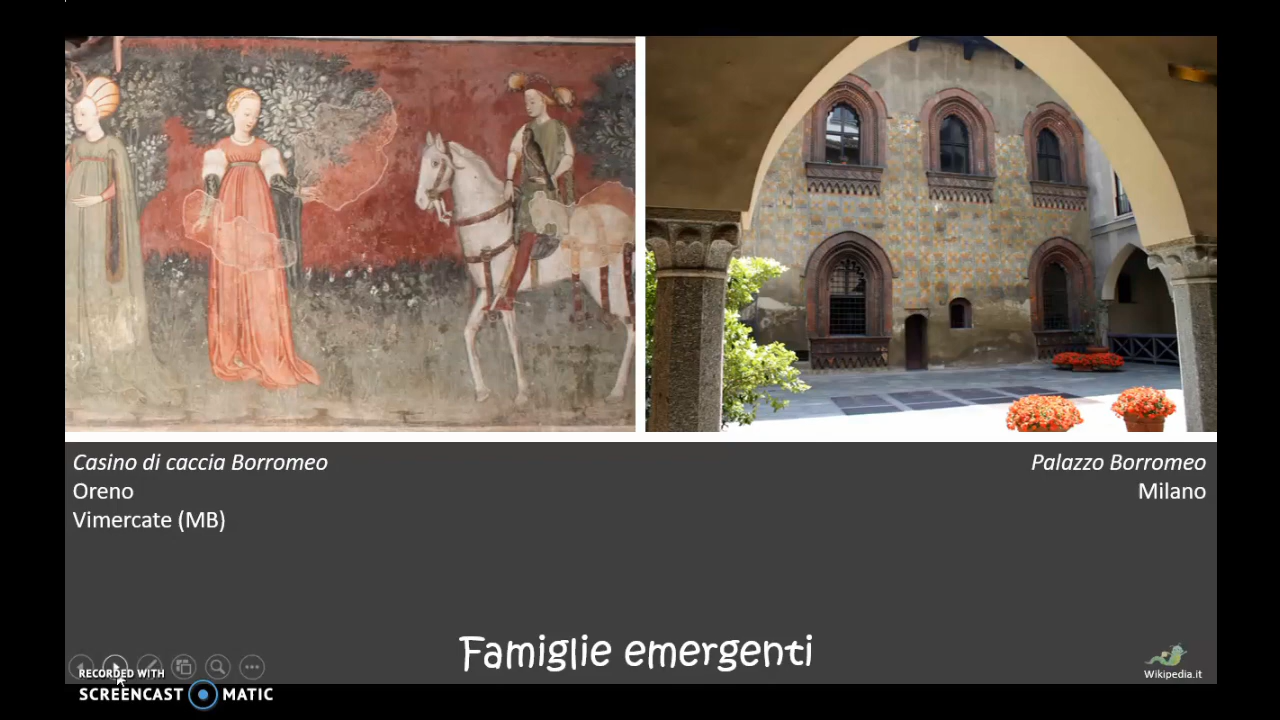 Casino di caccia Borromeo
Oreno
Vimercate (MB)
Palazzo Borromeo
Milano
Famiglie emergenti
Wikipedia.it
RECORDED WITH
SCREENCAST MATIC